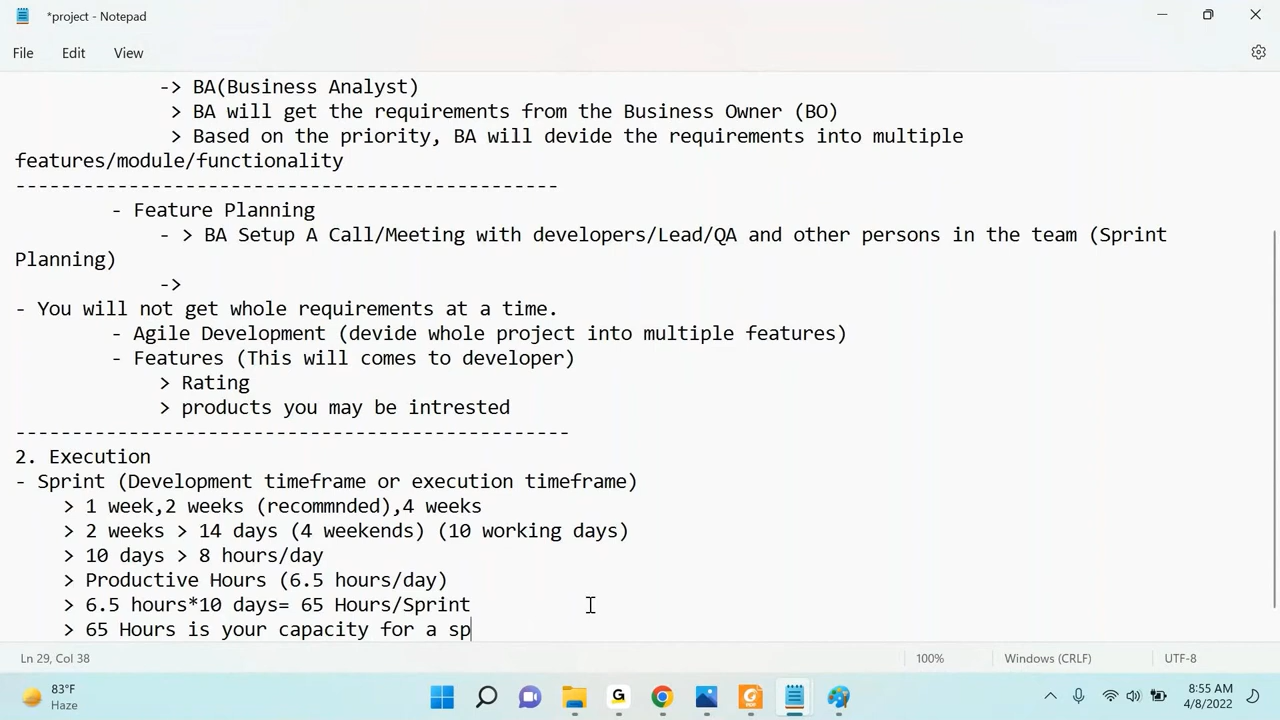 *project - Notepad
File Edit View
-> BA(Business Analyst)
> BA will get the requirements from the Business Owner (BO)
> Based on the priority, BA will devide the requirements into multiple
features/module/functionality
------------------------------------------------
- Feature Planning
- > BA Setup A Call/Meeting with developers/Lead/QA and other persons in the team (Sprint
Planning)
->
- You will not get whole requirements at a time.
- Agile Development (devide whole project into multiple features)
- Features (This will comes to developer)
> Rating
> products you may be intrested
-------------------------------------------------
2. Execution
- Sprint (Development timeframe or execution timeframe)
> 1 week,2 weeks (recommnded),4 weeks
> 2 weeks > 14 days (4 weekends) (10 working days)
> 10 days > 8 hours/day
> Productive Hours (6.5 hours/day)
> 6.5 hours*10 days= 65 Hours/Sprint
> 65 Hours is your capacity for a sp
Ln 29, Col 38 100% Windows (CRLF) UTF-8
83°F
Haze
8:55 AM
4/8/2022